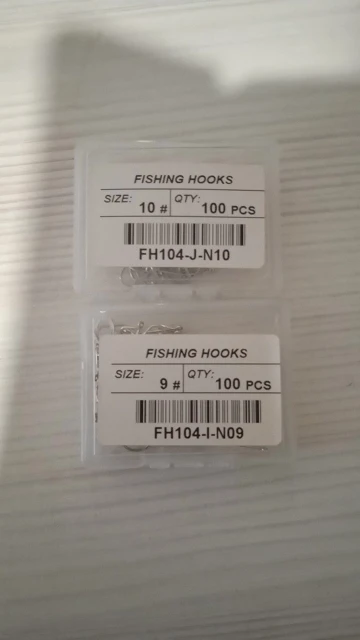 FISHING HOOKS
SIZE: 10 # QTY: 100 PCS
FH104-J-N10
FISHING HOOKS
SIZE: 9 # QTY: 100 PCS
FH104-I-N09